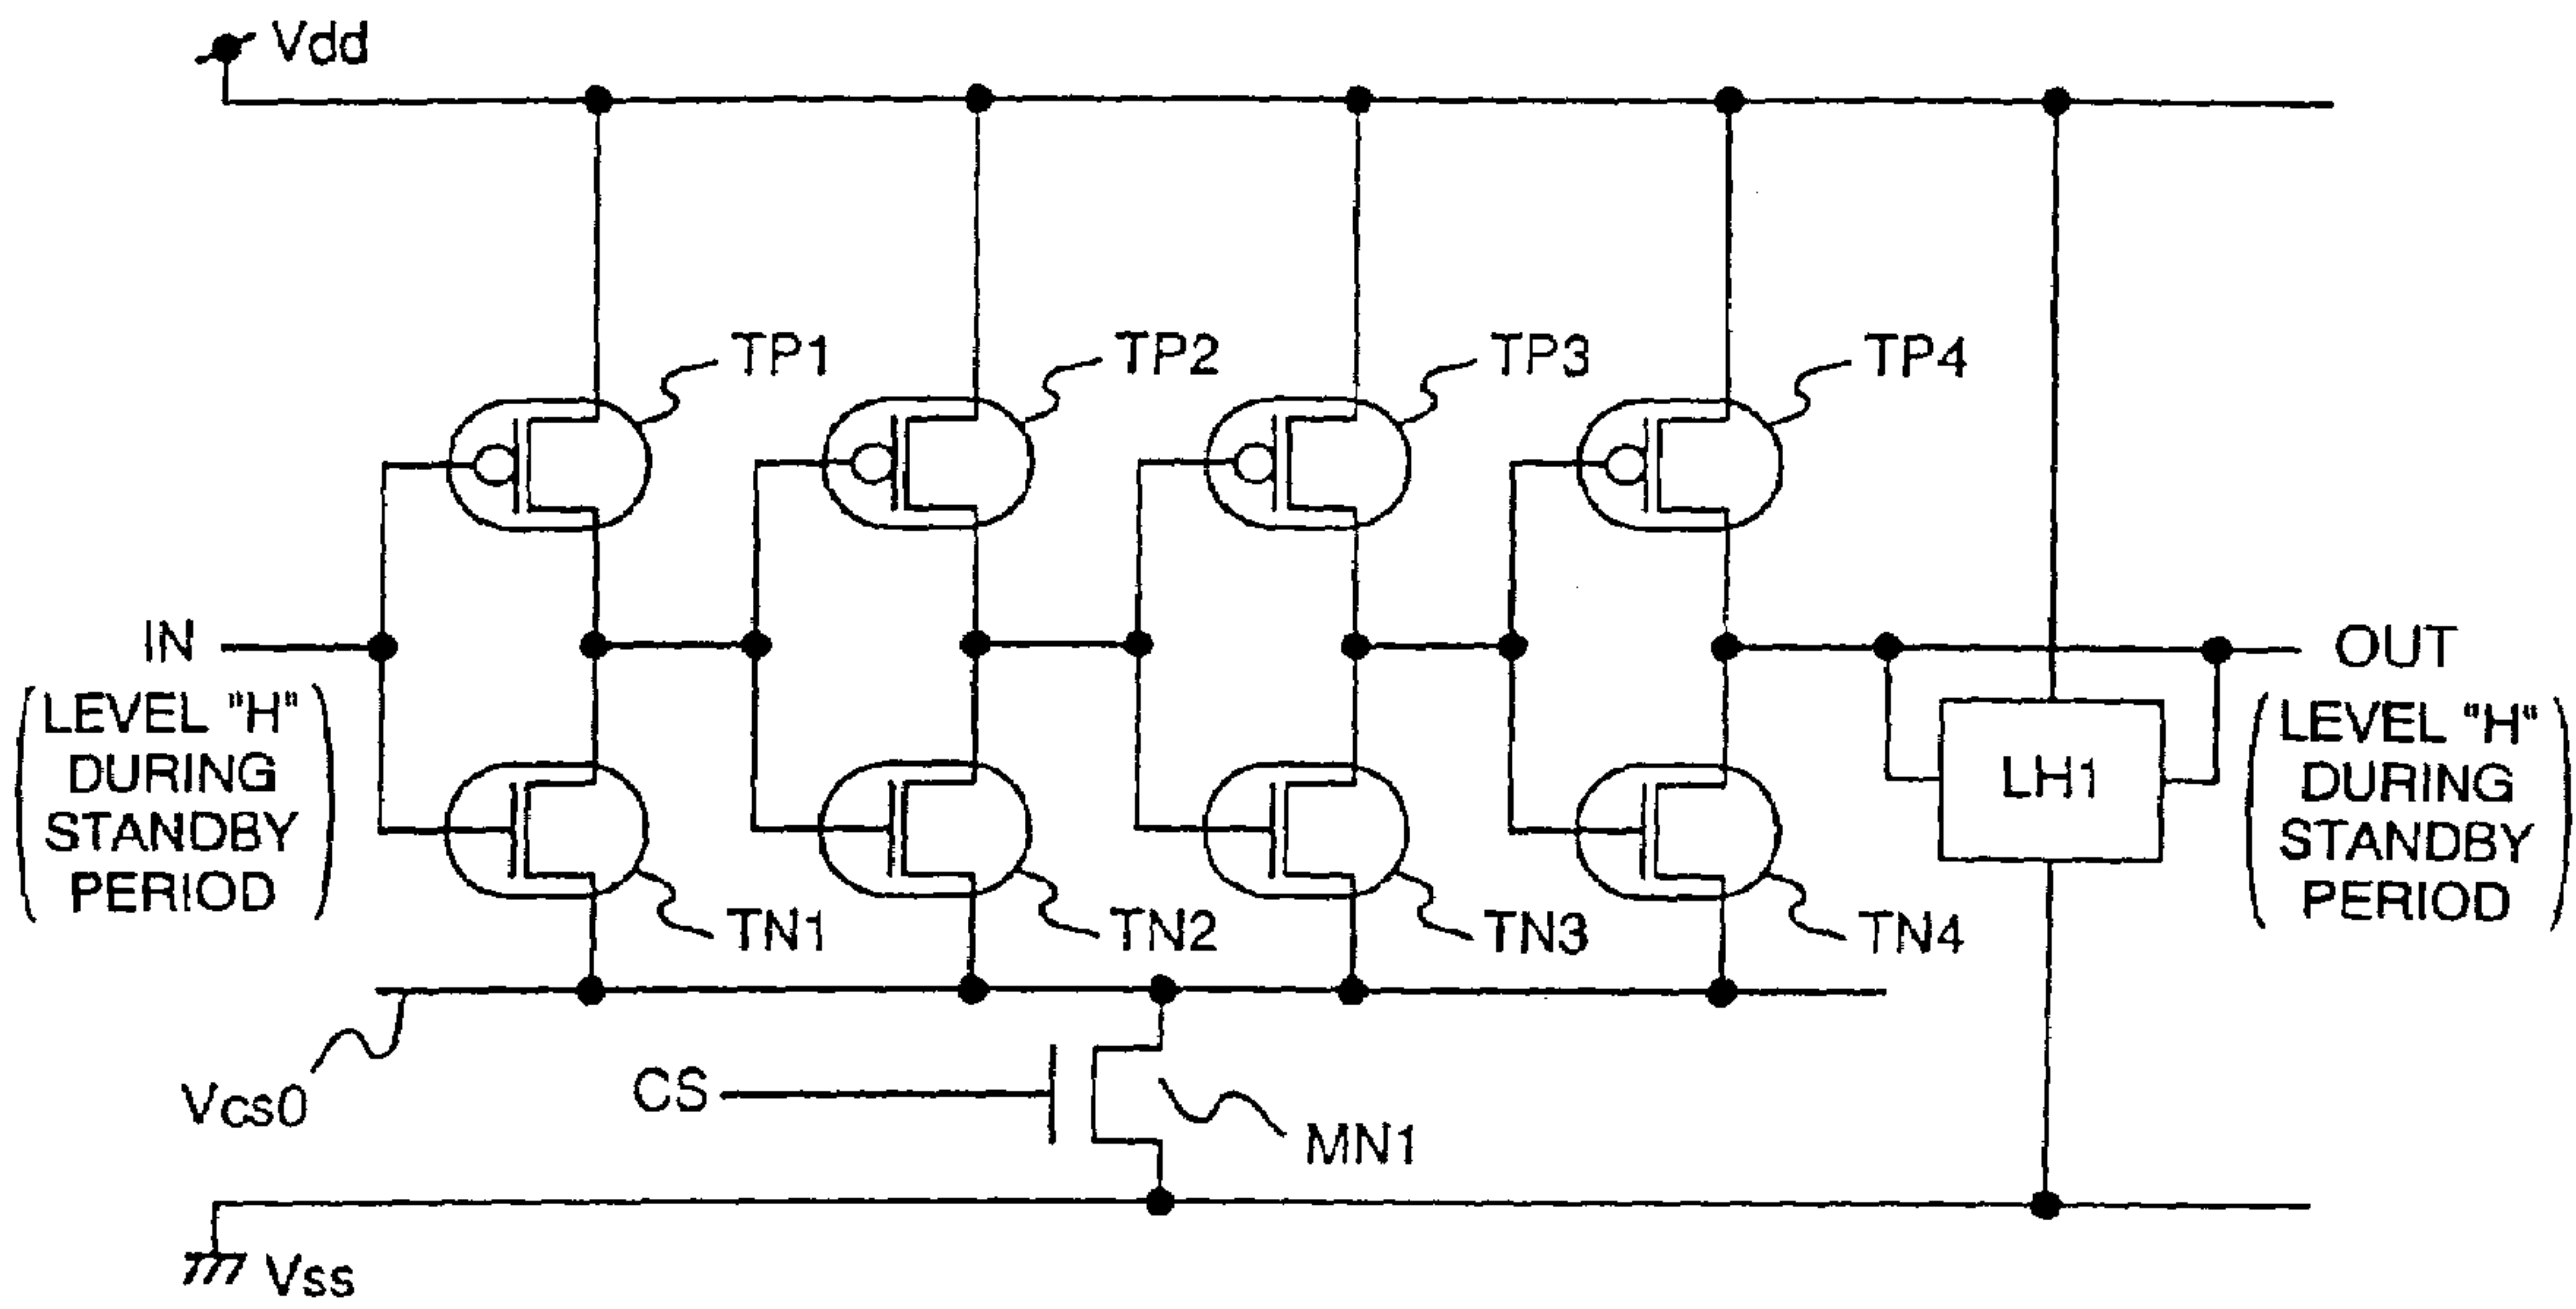 Vdd
TP1
TP2
TP3
TP4
IN
LEVEL "H"
DURING
STANDBY
PERIOD
OUT
LEVEL "H"
DURING
STANDBY
PERIOD
LH1
TN1
TN2
TN3
TN4
Vcs0
CS
MN1
Vss